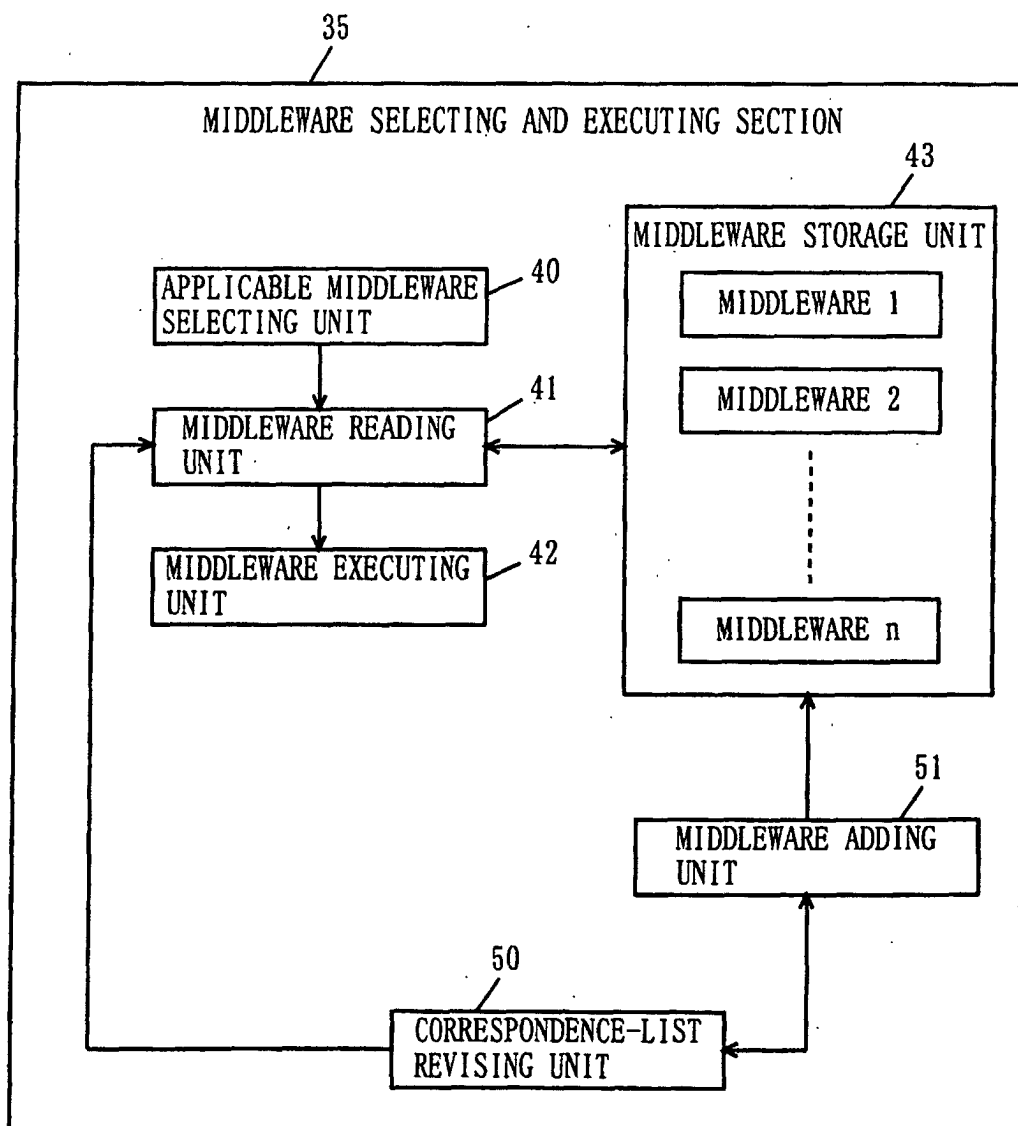 35
MIDDLEWARE SELECTING AND EXECUTING SECTION
43
MIDDLEWARE STORAGE UNIT
40
APPLICABLE MIDDLEWARE
SELECTING UNIT
MIDDLEWARE 1
41
MIDDLEWARE READING
UNIT
MIDDLEWARE 2
42
MIDDLEWARE EXECUTING
UNIT
MIDDLEWARE n
51
MIDDLEWARE ADDING
UNIT
50
CORRESPONDENCE-LIST
REVISING UNIT